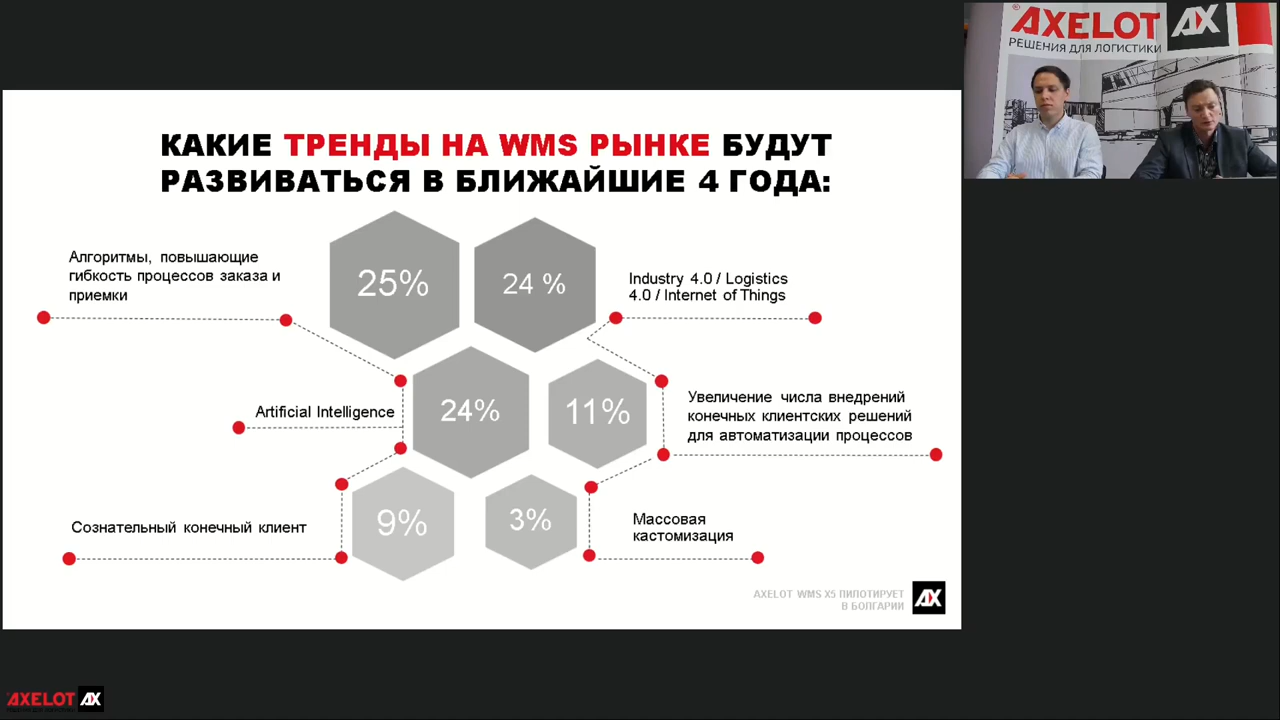 AXELOT AX
РЕШЕНИЯ ДЛЯ ЛОГИСТИКИ
КАКИЕ ТРЕНДЫ НА WMS РЫНКЕ БУДУТ
РАЗВИВАТЬСЯ В БЛИЖАЙШИЕ 4 ГОДА:
Алгоритмы, повышающие
гибкость процессов заказа и
приемки
25%
24 %
Industry 4.0 / Logistics
4.0 / Internet of Things
Artificial Intelligence
24%
11%
Увеличение числа внедрений
конечных клиентских решений
для автоматизации процессов
Сознательный конечный клиент
9%
3%
Массовая
кастомизация
AXELOT WMS X5 ПИЛОТИРУЕТ
В БОЛГАРИИ
AX
AXELOT AX